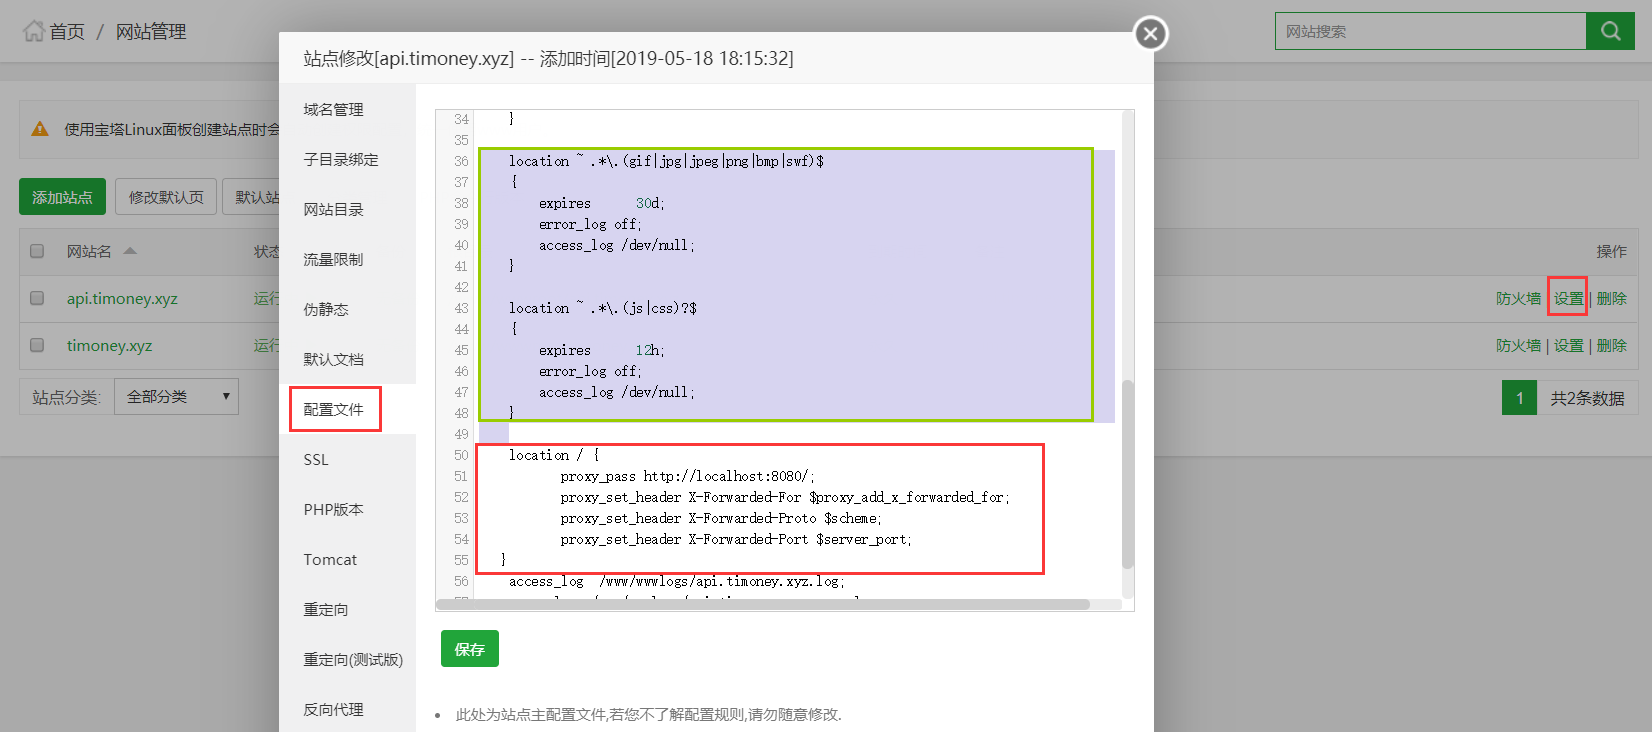 首页 / 网站管理
网站搜索
站点修改[api.timoney.xyz] -- 添加时间[2019-05-18 18:15:32]
使用宝塔Linux面板创建站点时会
添加站点
修改默认页
默认站
网站名
状态
操作
api.timoney.xyz
运行
防火墙 | 设置 | 删除
timoney.xyz
运行
防火墙 | 设置 | 删除
站点分类:
全部分类
1
共2条数据
域名管理
子目录绑定
网站目录
流量限制
伪静态
默认文档
配置文件
SSL
PHP版本
Tomcat
重定向
重定向(测试版)
反向代理
34 }
35
36 location ~ .*\.(gif|jpg|jpeg|png|bmp|swf)$
37 {
38 expires 30d;
39 error_log off;
40 access_log /dev/null;
41 }
42
43 location ~ .*\.(js|css)?$
44 {
45 expires 12h;
46 error_log off;
47 access_log /dev/null;
48 }
49
50 location / {
51 proxy_pass http://localhost:8080/;
52 proxy_set_header X-Forwarded-For $proxy_add_x_forwarded_for;
53 proxy_set_header X-Forwarded-Proto $scheme;
54 proxy_set_header X-Forwarded-Port $server_port;
55 }
56 access_log /www/wwwlogs/api.timoney.xyz.log;
保存
此处为站点主配置文件,若您不了解配置规则,请勿随意修改.